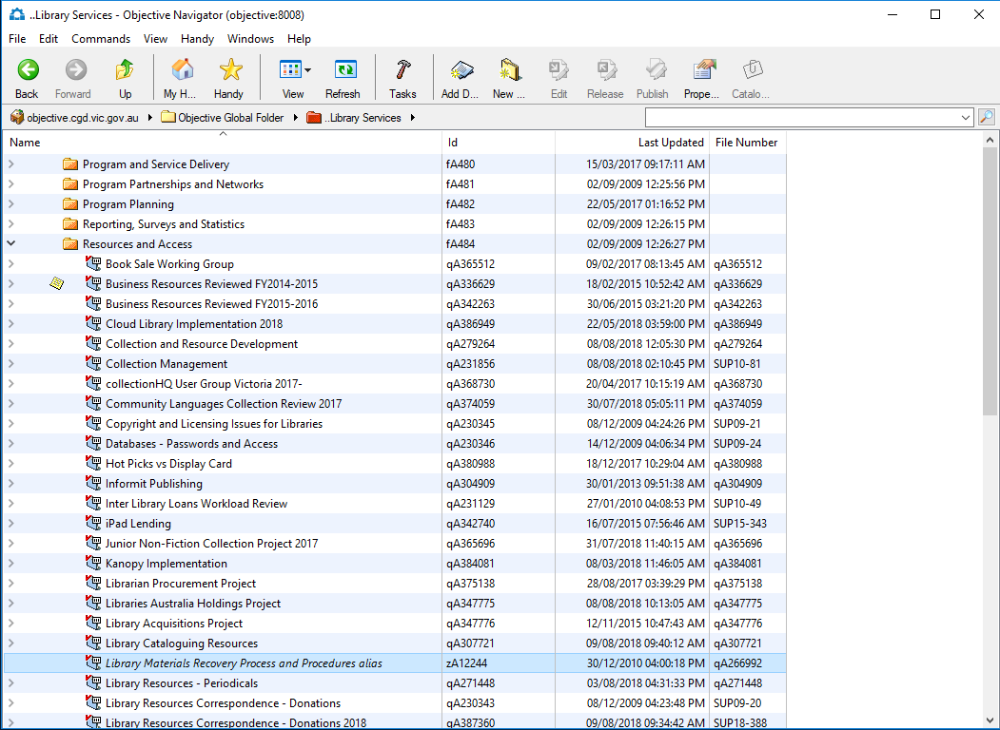 ..Library Services - Objective Navigator (objective:8008)
File Edit Commands View Handy Windows Help
Back Forward Up My H... Handy View Refresh Tasks Add D... New ... Edit Release Publish Prope... Catalo...
objective.cgd.vic.gov.au Objective Global Folder ..Library Services
Name Id Last Updated File Number
Program and Service Delivery fA480 15/03/2017 09:17:11 AM
Program Partnerships and Networks fA481 02/09/2009 12:25:56 PM
Program Planning fA482 22/05/2017 01:16:52 PM
Reporting, Surveys and Statistics fA483 02/09/2009 12:26:15 PM
Resources and Access fA484 02/09/2009 12:26:27 PM
Book Sale Working Group qA365512 09/02/2017 08:13:45 AM qA365512
Business Resources Reviewed FY2014-2015 qA336629 18/02/2015 10:52:42 AM qA336629
Business Resources Reviewed FY2015-2016 qA342263 30/06/2015 03:21:20 PM qA342263
Cloud Library Implementation 2018 qA386949 22/05/2018 03:59:00 PM qA386949
Collection and Resource Development qA279264 08/08/2018 12:05:30 PM qA279264
Collection Management qA231856 08/08/2018 02:10:45 PM SUP10-81
collectionHQ User Group Victoria 2017- qA368730 20/04/2017 10:15:19 AM qA368730
Community Languages Collection Review 2017 qA374059 30/07/2018 05:05:11 PM qA374059
Copyright and Licensing Issues for Libraries qA230345 08/12/2009 04:24:26 PM SUP09-21
Databases - Passwords and Access qA230346 14/12/2009 04:06:34 PM SUP09-24
Hot Picks vs Display Card qA380988 18/12/2017 10:29:04 AM qA380988
Informit Publishing qA304909 30/01/2013 09:51:38 AM qA304909
Inter Library Loans Workload Review qA231129 27/01/2010 04:08:53 PM SUP10-49
iPad Lending qA342740 16/07/2015 07:56:46 AM SUP15-343
Junior Non-Fiction Collection Project 2017 qA365696 31/07/2018 11:40:15 AM qA365696
Kanopy Implementation qA384081 08/03/2018 11:46:05 AM qA384081
Librarian Procurement Project qA375138 28/08/2017 03:39:29 PM qA375138
Libraries Australia Holdings Project qA347775 08/08/2018 10:13:05 AM qA347775
Library Acquisitions Project qA347776 12/11/2015 10:47:43 AM qA347776
Library Cataloguing Resources qA307721 09/08/2018 09:40:12 AM qA307721
Library Materials Recovery Process and Procedures alias zA12244 30/12/2010 04:00:18 PM qA266992
Library Resources - Periodicals qA271448 03/08/2018 04:31:33 PM qA271448
Library Resources Correspondence - Donations qA230343 08/12/2009 04:23:48 PM SUP09-20
Library Resources Correspondence - Donations 2018 qA387360 09/08/2018 09:34:42 AM SUP18-388